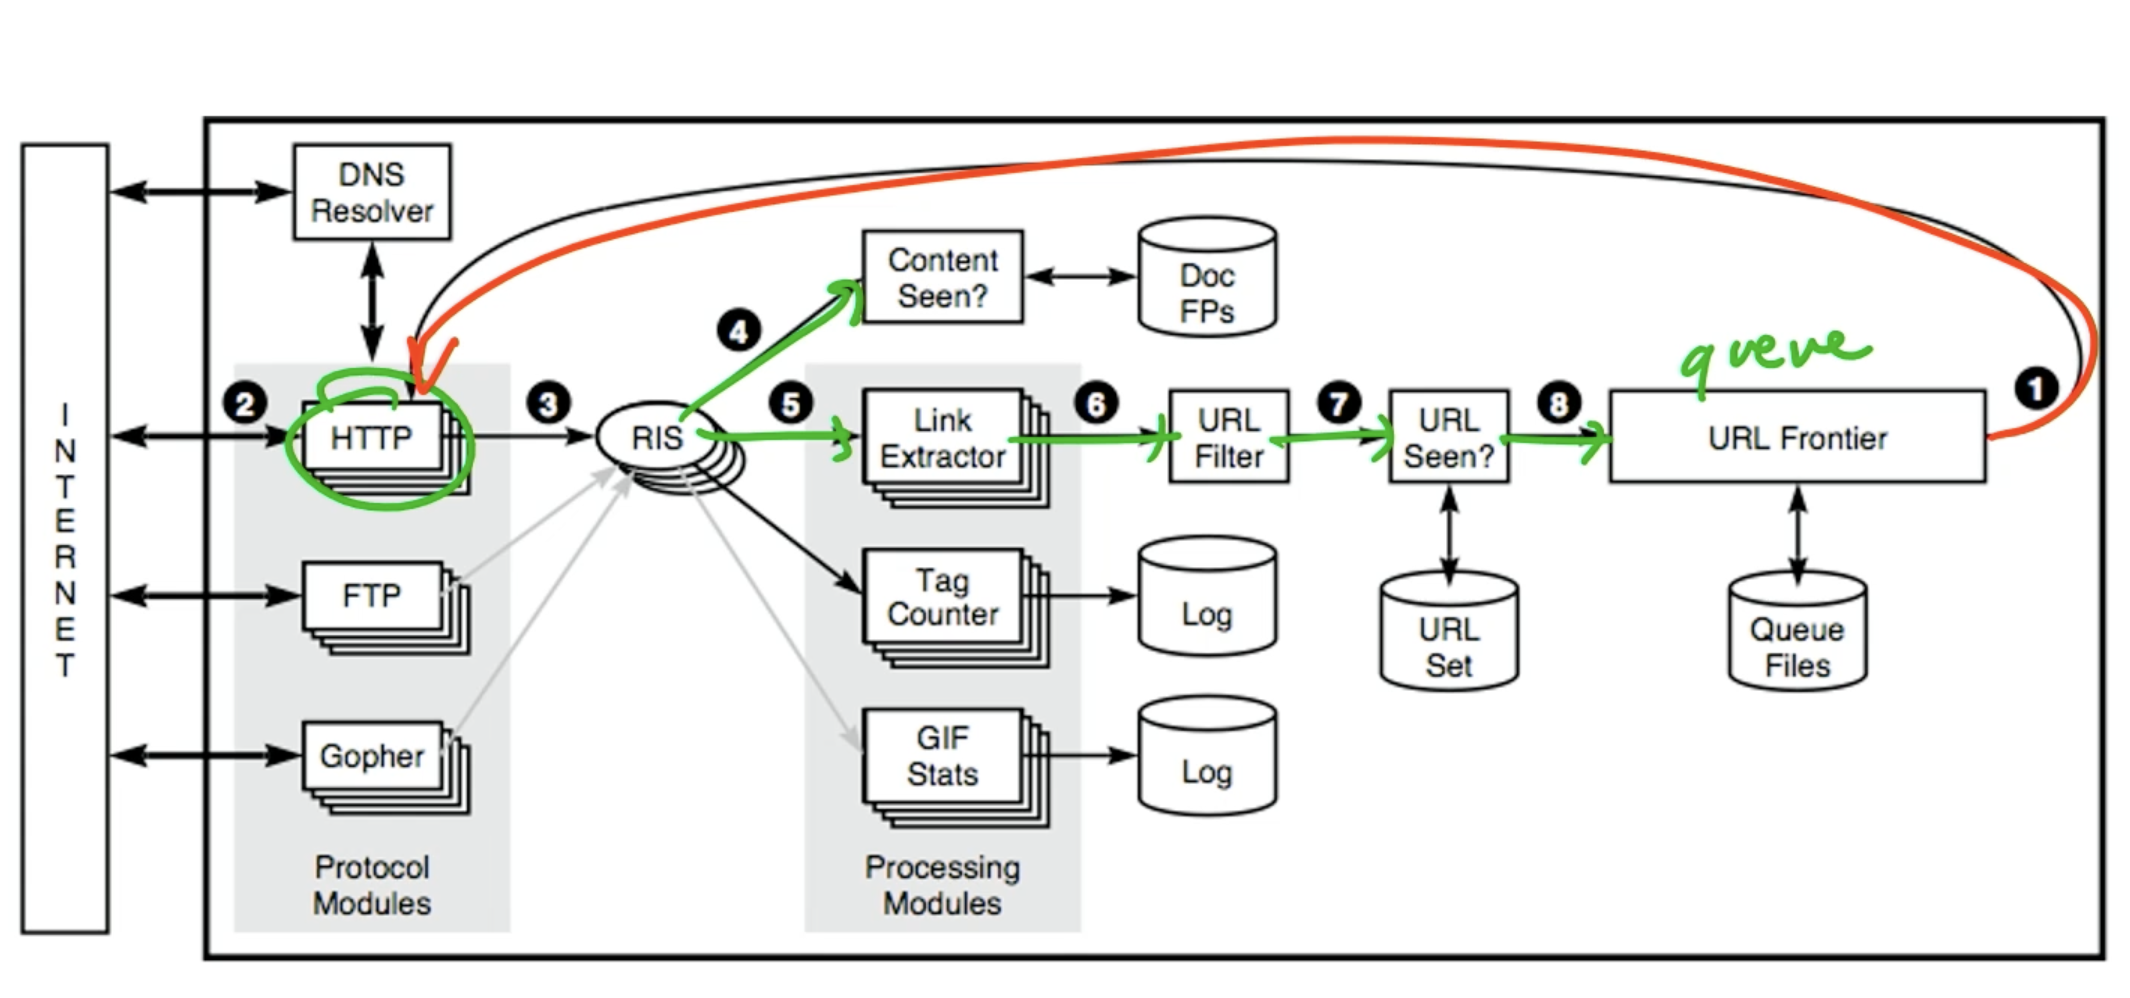 DNS
Resolver
Content
Seen?
Doc
FPs
queue
4
2
3
5
6
7
8
1
INTERNET
HTTP
RIS
Link
Extractor
URL
Filter
URL
Seen?
URL Frontier
FTP
Tag
Counter
Log
URL
Set
Queue
Files
Gopher
GIF
Stats
Log
Protocol
Modules
Processing
Modules